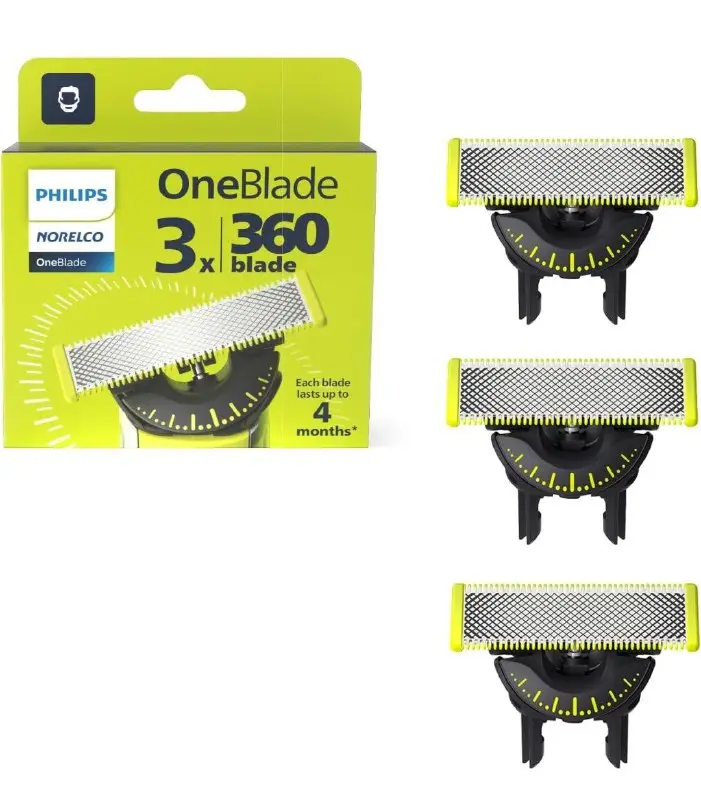 PHILIPS
NORELCO
OneBlade
OneBlade
3x 360
blade
Each blade
lasts up to
4
months*